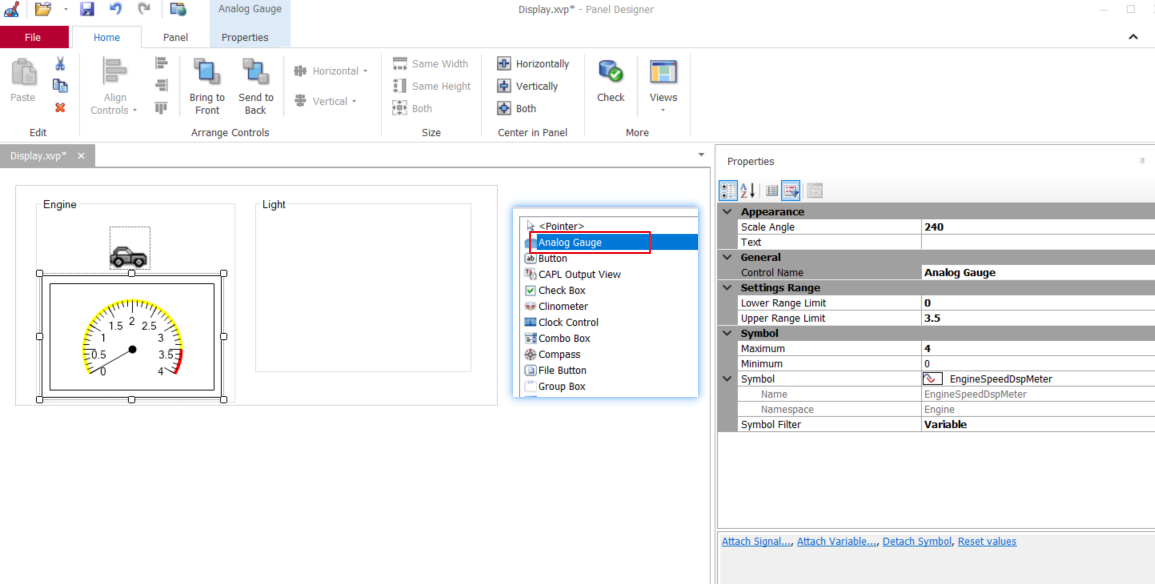 Analog Gauge
Display.xvp* - Panel Designer
File Home Panel Properties
Paste
Edit
Align Controls
Bring to Front
Send to Back
Horizontal
Vertical
Arrange Controls
Same Width
Same Height
Both
Size
Horizontally
Vertically
Both
Center in Panel
Check
Views
More
Display.xvp*
Engine
0 0.5 1 1.5 2 2.5 3 3.5 4
Light
<Pointer>
Analog Gauge
Button
CAPL Output View
Check Box
Clinometer
Clock Control
Combo Box
Compass
File Button
Group Box
Properties
Appearance
Scale Angle 240
Text
General
Control Name Analog Gauge
Settings Range
Lower Range Limit 0
Upper Range Limit 3.5
Symbol
Maximum 4
Minimum 0
Symbol EngineSpeedDspMeter
Name EngineSpeedDspMeter
Namespace Engine
Symbol Filter Variable
Attach Signal..., Attach Variable..., Detach Symbol, Reset values